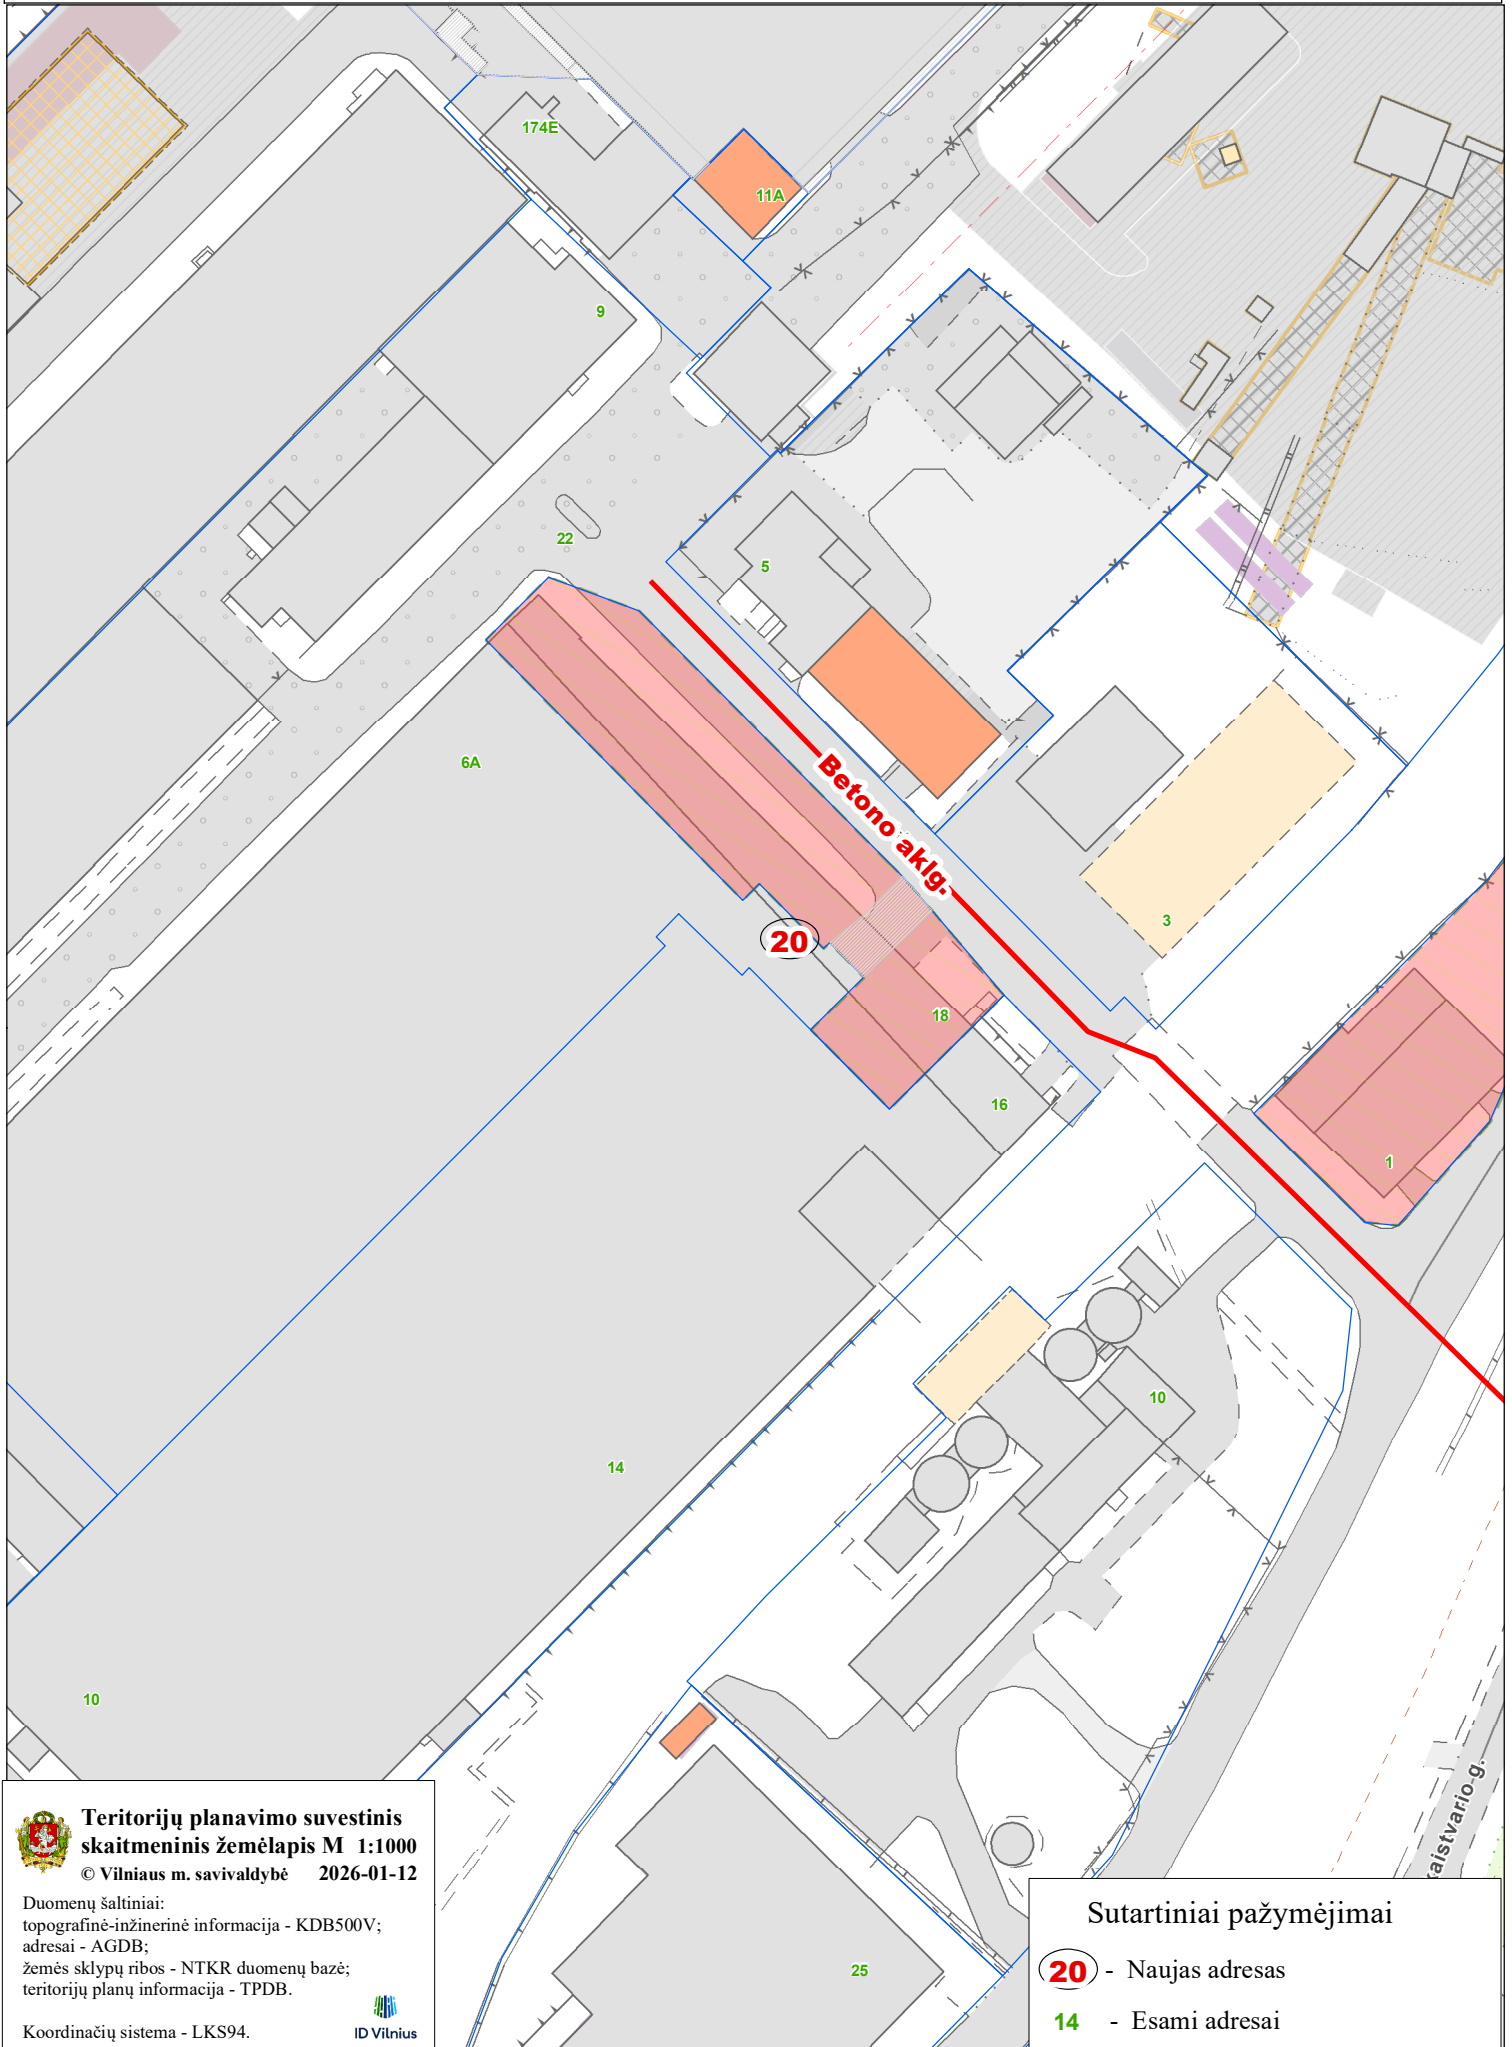 174E
11A
9
22
5
6A
Betono aklg.
3
20
18
16
1
10
14
10
25
Teritorijų planavimo suvestinis
skaitmeninis žemėlapis M 1:1000
© Vilniaus m. savivaldybė 2026-01-12
Duomenų šaltiniai:
topografinė-inžinerinė informacija - KDB500V;
adresai - AGDB;
žemės sklypų ribos - NTKR duomenų bazė;
teritorijų planų informacija - TPDB.
Koordinačių sistema - LKS94.
ID Vilnius
aistvario g.
Sutartiniai pažymėjimai
20 - Naujas adresas
14 - Esami adresai